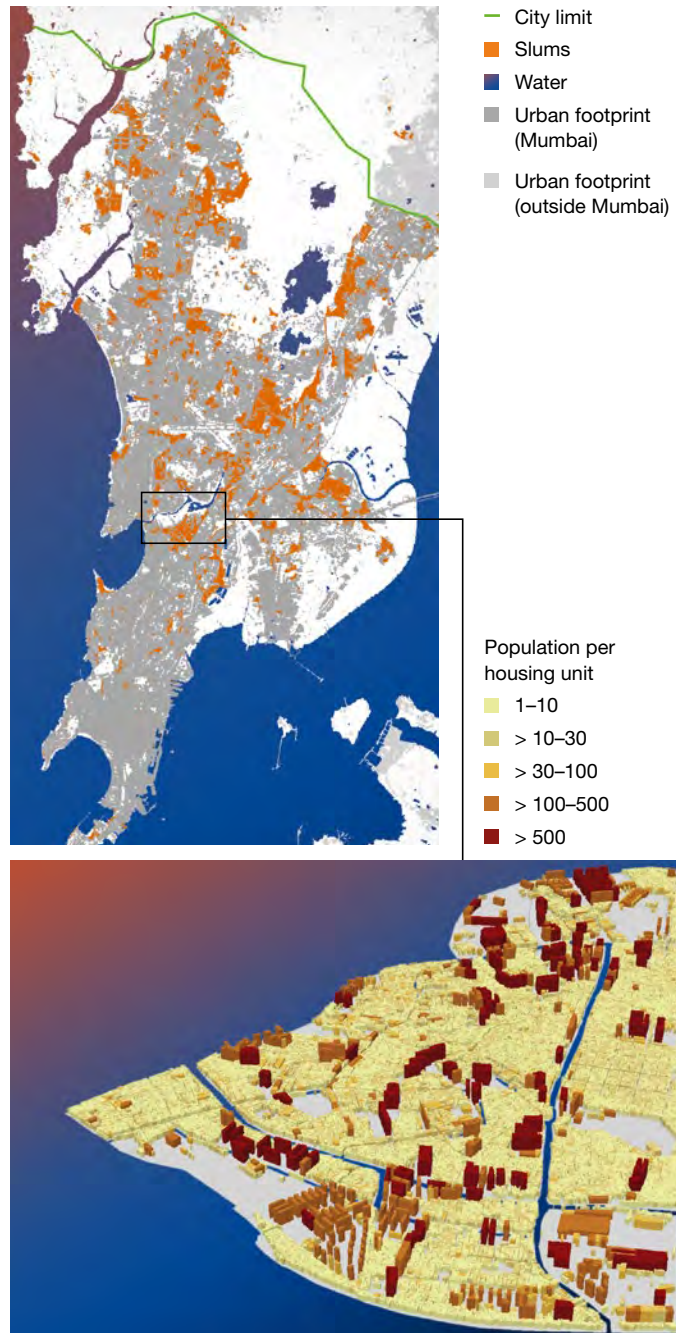 City limit
Slums
Water
Urban footprint
(Mumbai)
Urban footprint
(outside Mumbai)
Population per
housing unit
1–10
> 10–30
> 30–100
> 100–500
> 500